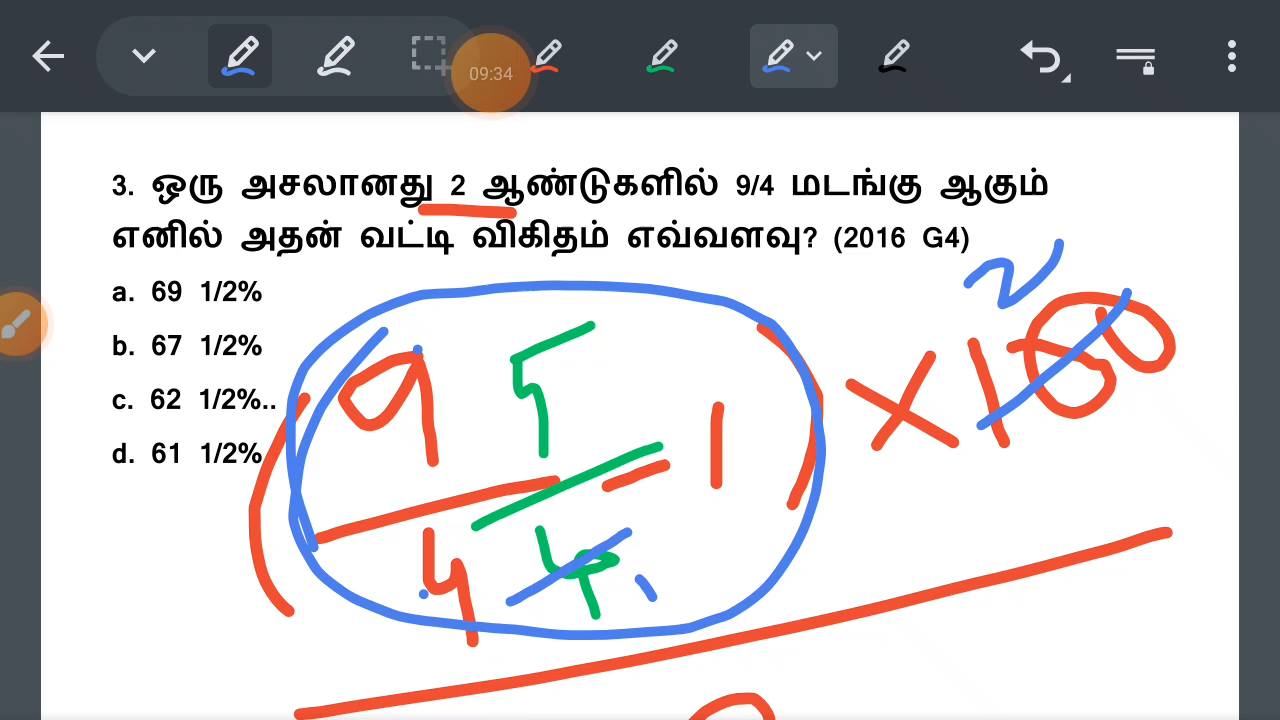 09:34
3. ஒரு அசலானது 2 ஆண்டுகளில் 9/4 மடங்கு ஆகும்
எனில் அதன் வட்டி விகிதம் எவ்வளவு? (2016 G4)
a. 69 1/2%
b. 67 1/2%
c. 62 1/2%..
d. 61 1/2%
9 5 - 1 × 100 2
4 4